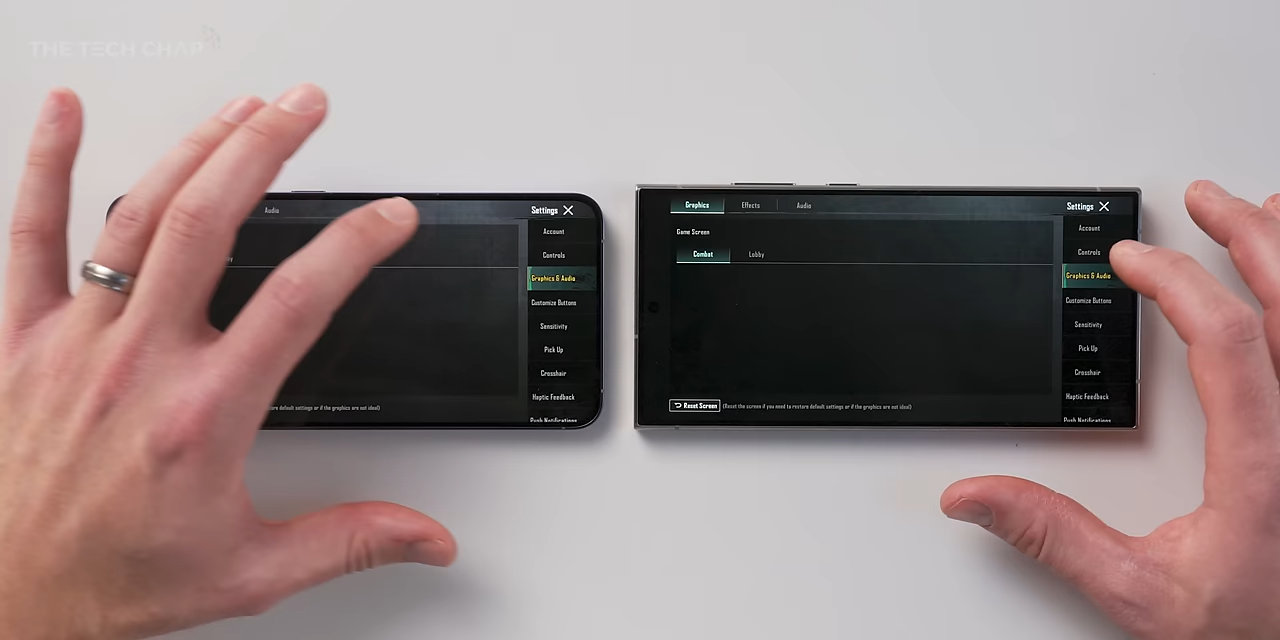 THE TECH CHAP
Audio
Settings X
Account
Controls
Graphics & Audio
Customize Buttons
Sensitivity
Pick Up
Crosshair
Haptic Feedback
Push Notifications
default settings or if the graphics are not ideal)
Graphics Effects Audio
Settings X
Game Screen
Combat Lobby
Account
Controls
Graphics & Audio
Customize Buttons
Sensitivity
Pick Up
Crosshair
Haptic Feedback
Push Notifications
Reset Screen (Reset the screen if you need to restore default settings or if the graphics are not ideal)